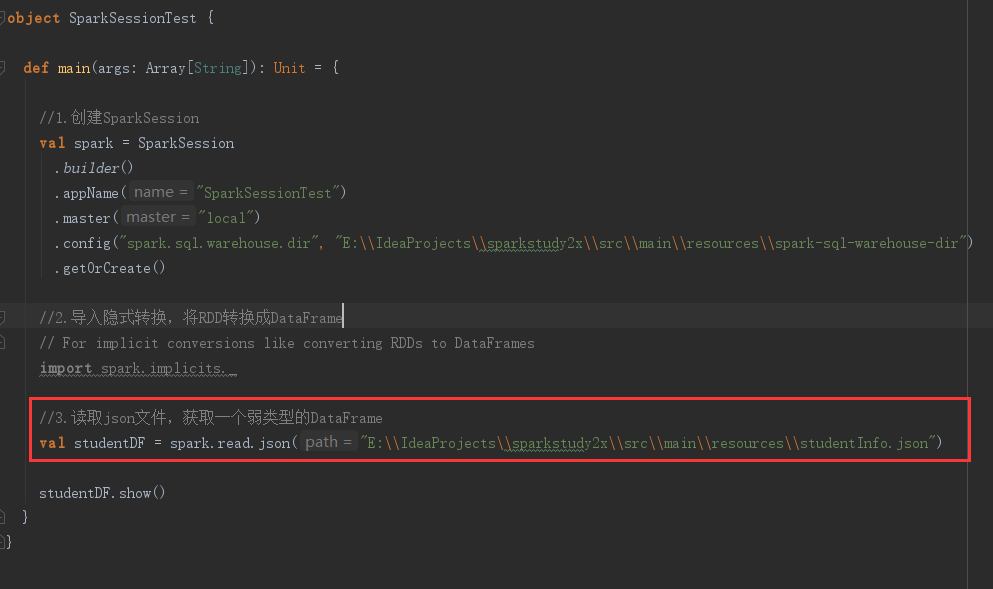 object SparkSessionTest {
def main(args: Array[String]): Unit = {
//1.创建SparkSession
val spark = SparkSession
.builder()
.appName( name = "SparkSessionTest")
.master( master = "local")
.config("spark.sql.warehouse.dir", "E:\\IdeaProjects\\sparkstudy2x\\src\\main\\resources\\spark-sql-warehouse-dir")
.getOrCreate()
//2.导入隐式转换，将RDD转换成DataFrame
// For implicit conversions like converting RDDs to DataFrames
import spark.implicits._
//3.读取json文件，获取一个弱类型的DataFrame
val studentDF = spark.read.json( path = "E:\\IdeaProjects\\sparkstudy2x\\src\\main\\resources\\studentInfo.json")
studentDF.show()
}
}